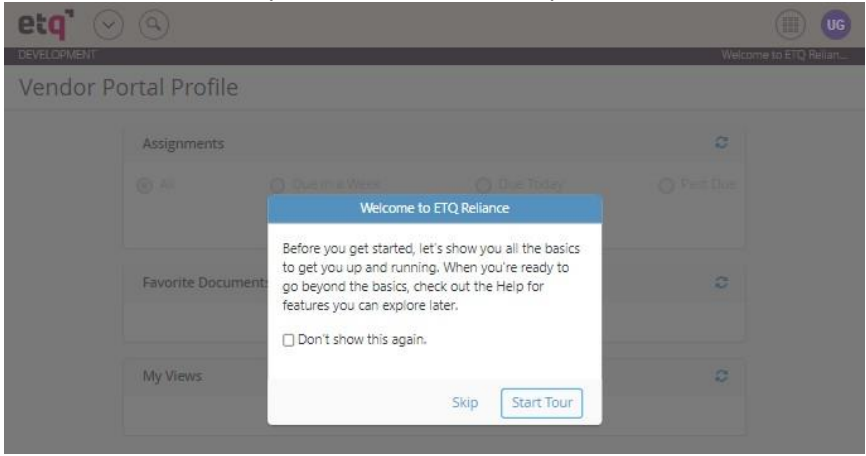 etq
UG
DEVELOPMENT
Welcome to ETQ Relian...
Vendor Portal Profile
Assignments
All Due in a Week Due Today Past Due
Welcome to ETQ Reliance
Before you get started, let's show you all the basics
to get you up and running. When you're ready to
go beyond the basics, check out the Help for
features you can explore later.
Don't show this again.
Skip Start Tour
Favorite Documents
My Views